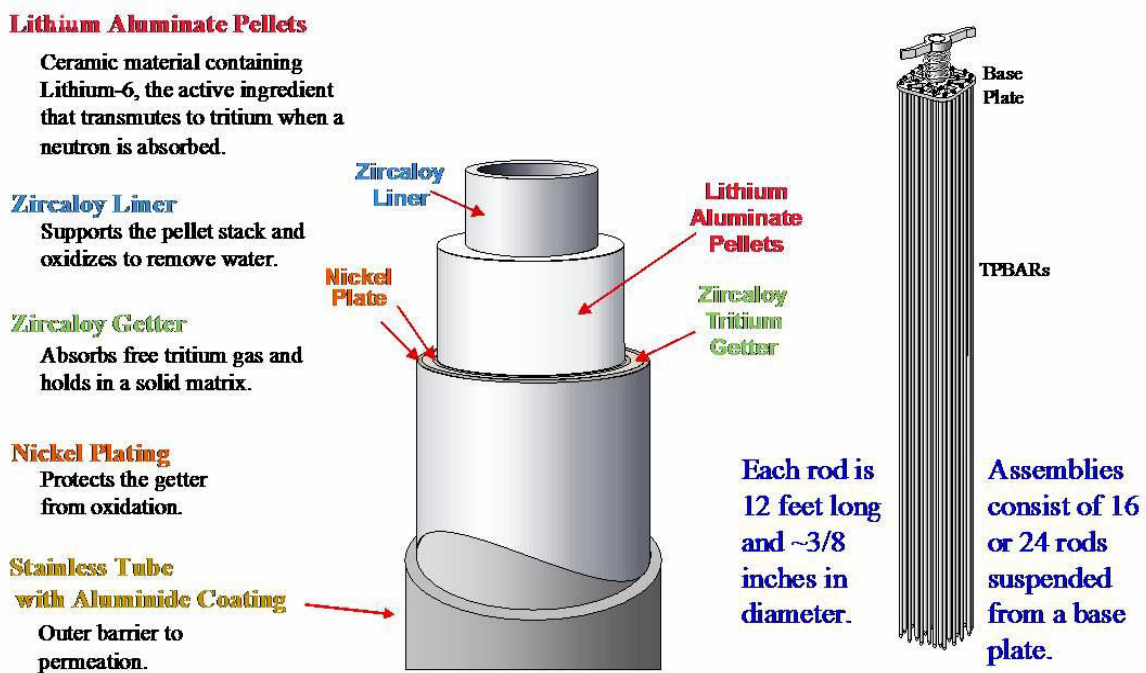 Lithium Aluminate Pellets
Ceramic material containing
Lithium-6, the active ingredient
that transmutes to tritium when a
neutron is absorbed.
Zircaloy Liner
Supports the pellet stack and
oxidizes to remove water.
Zircaloy Getter
Absorbs free tritium gas and
holds in a solid matrix.
Nickel Plating
Protects the getter
from oxidation.
Stainless Tube
with Aluminide Coating
Outer barrier to
permeation.
Zircaloy
Liner
Nickel
Plate
Lithium
Aluminate
Pellets
Zircaloy
Tritium
Getter
Base
Plate
TPBARs
Each rod is
12 feet long
and ~3/8
inches in
diameter.
Assemblies
consist of 16
or 24 rods
suspended
from a base
plate.